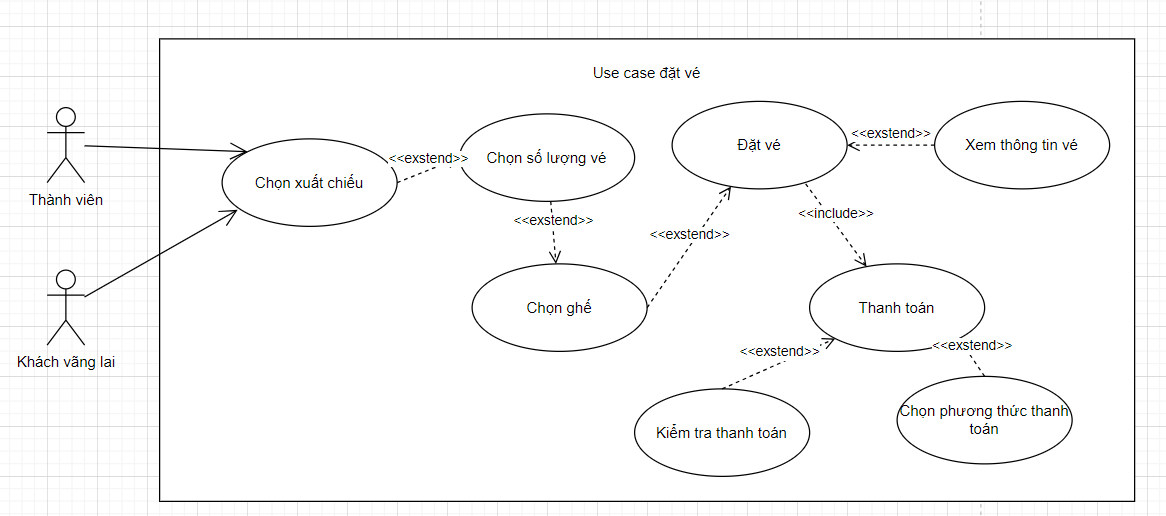 Use case đặt vé
Thành viên
Khách vãng lai
Chọn xuất chiếu
<<exstend>>
Chọn số lượng vé
<<exstend>>
Chọn ghế
<<exstend>>
Đặt vé
<<exstend>>
Xem thông tin vé
<<include>>
Thanh toán
<<exstend>>
<<exstend>>
Kiểm tra thanh toán
Chọn phương thức thanh
toán